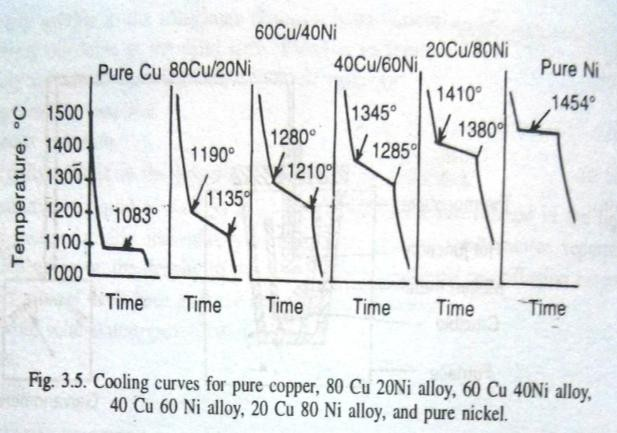 60Cu/40Ni
20Cu/80Ni
Pure Cu 80Cu/20Ni
40Cu/60Ni
Pure Ni
Temperature, °C
1500
1400
1300
1200
1100
1000
1083°
1190°
1135°
1280°
1210°
1345°
1285°
1410°
1380°
1454°
Time
Time
Time
Time
Time
Time
Fig. 3.5. Cooling curves for pure copper, 80 Cu 20Ni alloy, 60 Cu 40Ni alloy,
40 Cu 60 Ni alloy, 20 Cu 80 Ni alloy, and pure nickel.